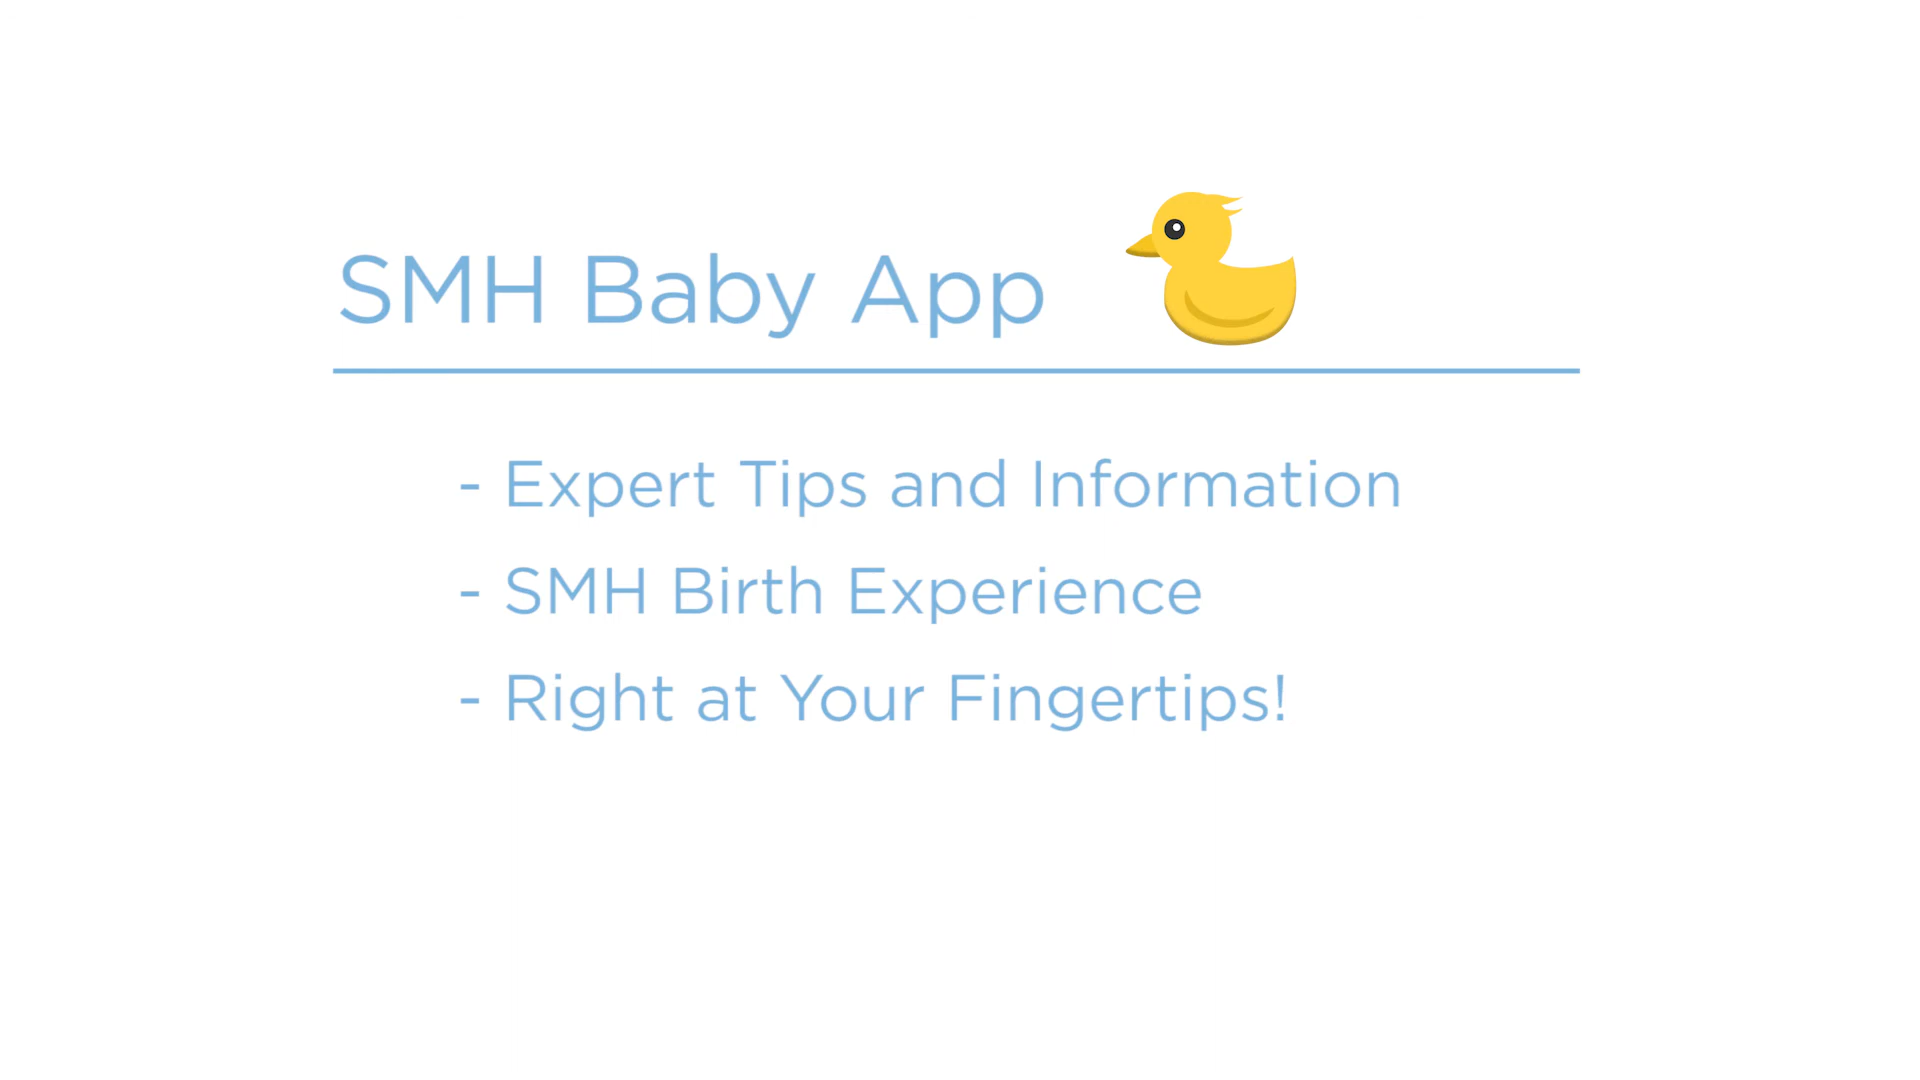 SMH Baby App
- Expert Tips and Information
- SMH Birth Experience
- Right at Your Fingertips!